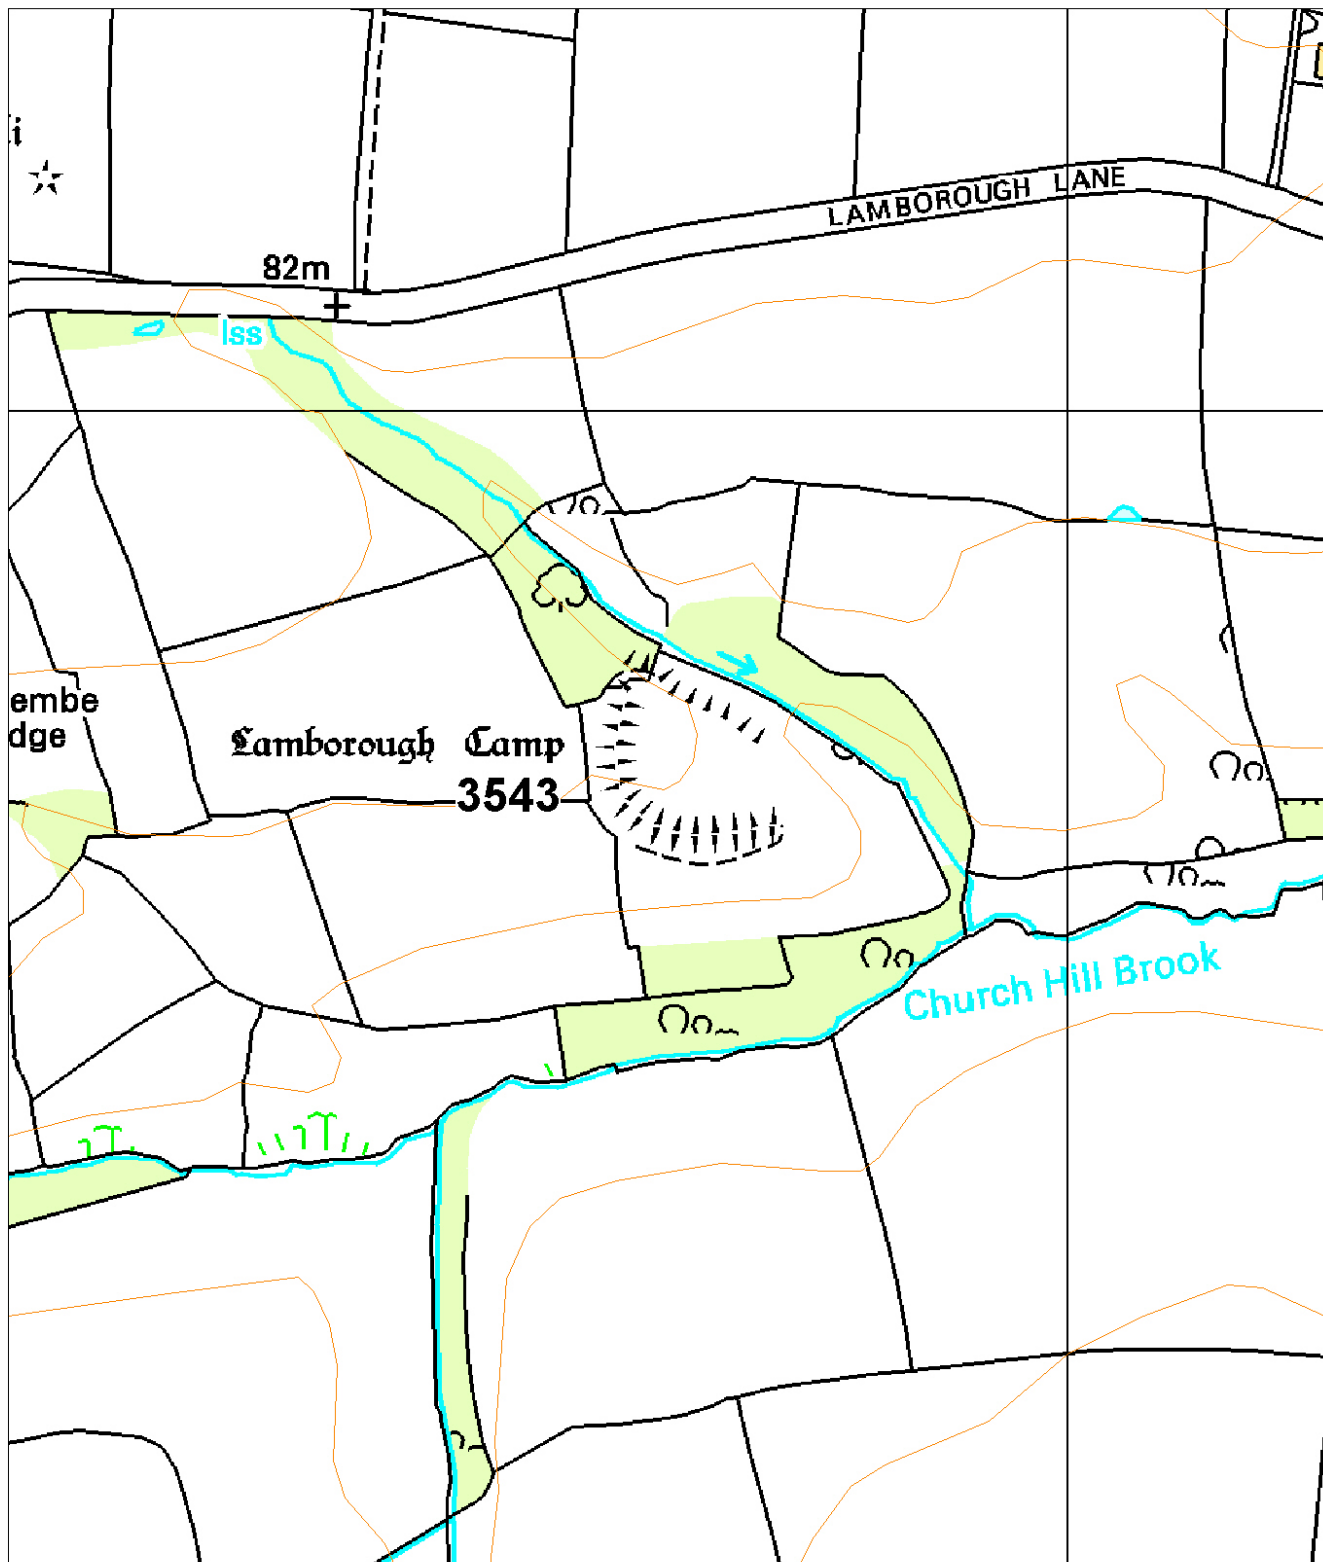 LAMBOROUGH LANE
82m
Iss
embe
dge
Lamborough Camp
3543
Church Hill Brook